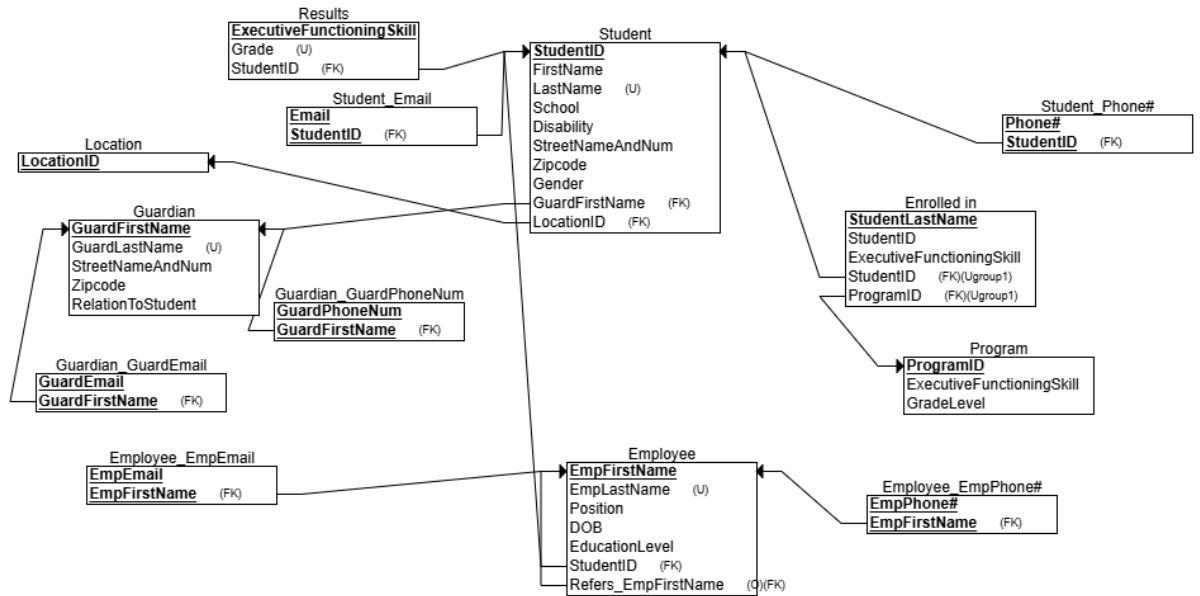 Results
ExecutiveFunctioningSkill
Grade (U)
StudentID (FK)
Student
StudentID
FirstName
LastName (U)
School
Disability
StreetNameAndNum
Zipcode
Gender
GuardFirstName (FK)
LocationID (FK)
Student_Email
Email
StudentID (FK)
Student_Phone#
Phone#
StudentID (FK)
Location
LocationID
Guardian
GuardFirstName
GuardLastName (U)
StreetNameAndNum
Zipcode
RelationToStudent
Enrolled in
StudentLastName
StudentID
ExecutiveFunctioningSkill
StudentID (FK)(Ugroup1)
ProgramID (FK)(Ugroup1)
Guardian_GuardPhoneNum
GuardPhoneNum
GuardFirstName (FK)
Program
ProgramID
ExecutiveFunctioningSkill
GradeLevel
Guardian_GuardEmail
GuardEmail
GuardFirstName (FK)
Employee_EmpEmail
EmpEmail
EmpFirstName (FK)
Employee
EmpFirstName
EmpLastName (U)
Position
DOB
EducationLevel
StudentID (FK)
Refers_EmpFirstName (O)(FK)
Employee_EmpPhone#
EmpPhone#
EmpFirstName (FK)